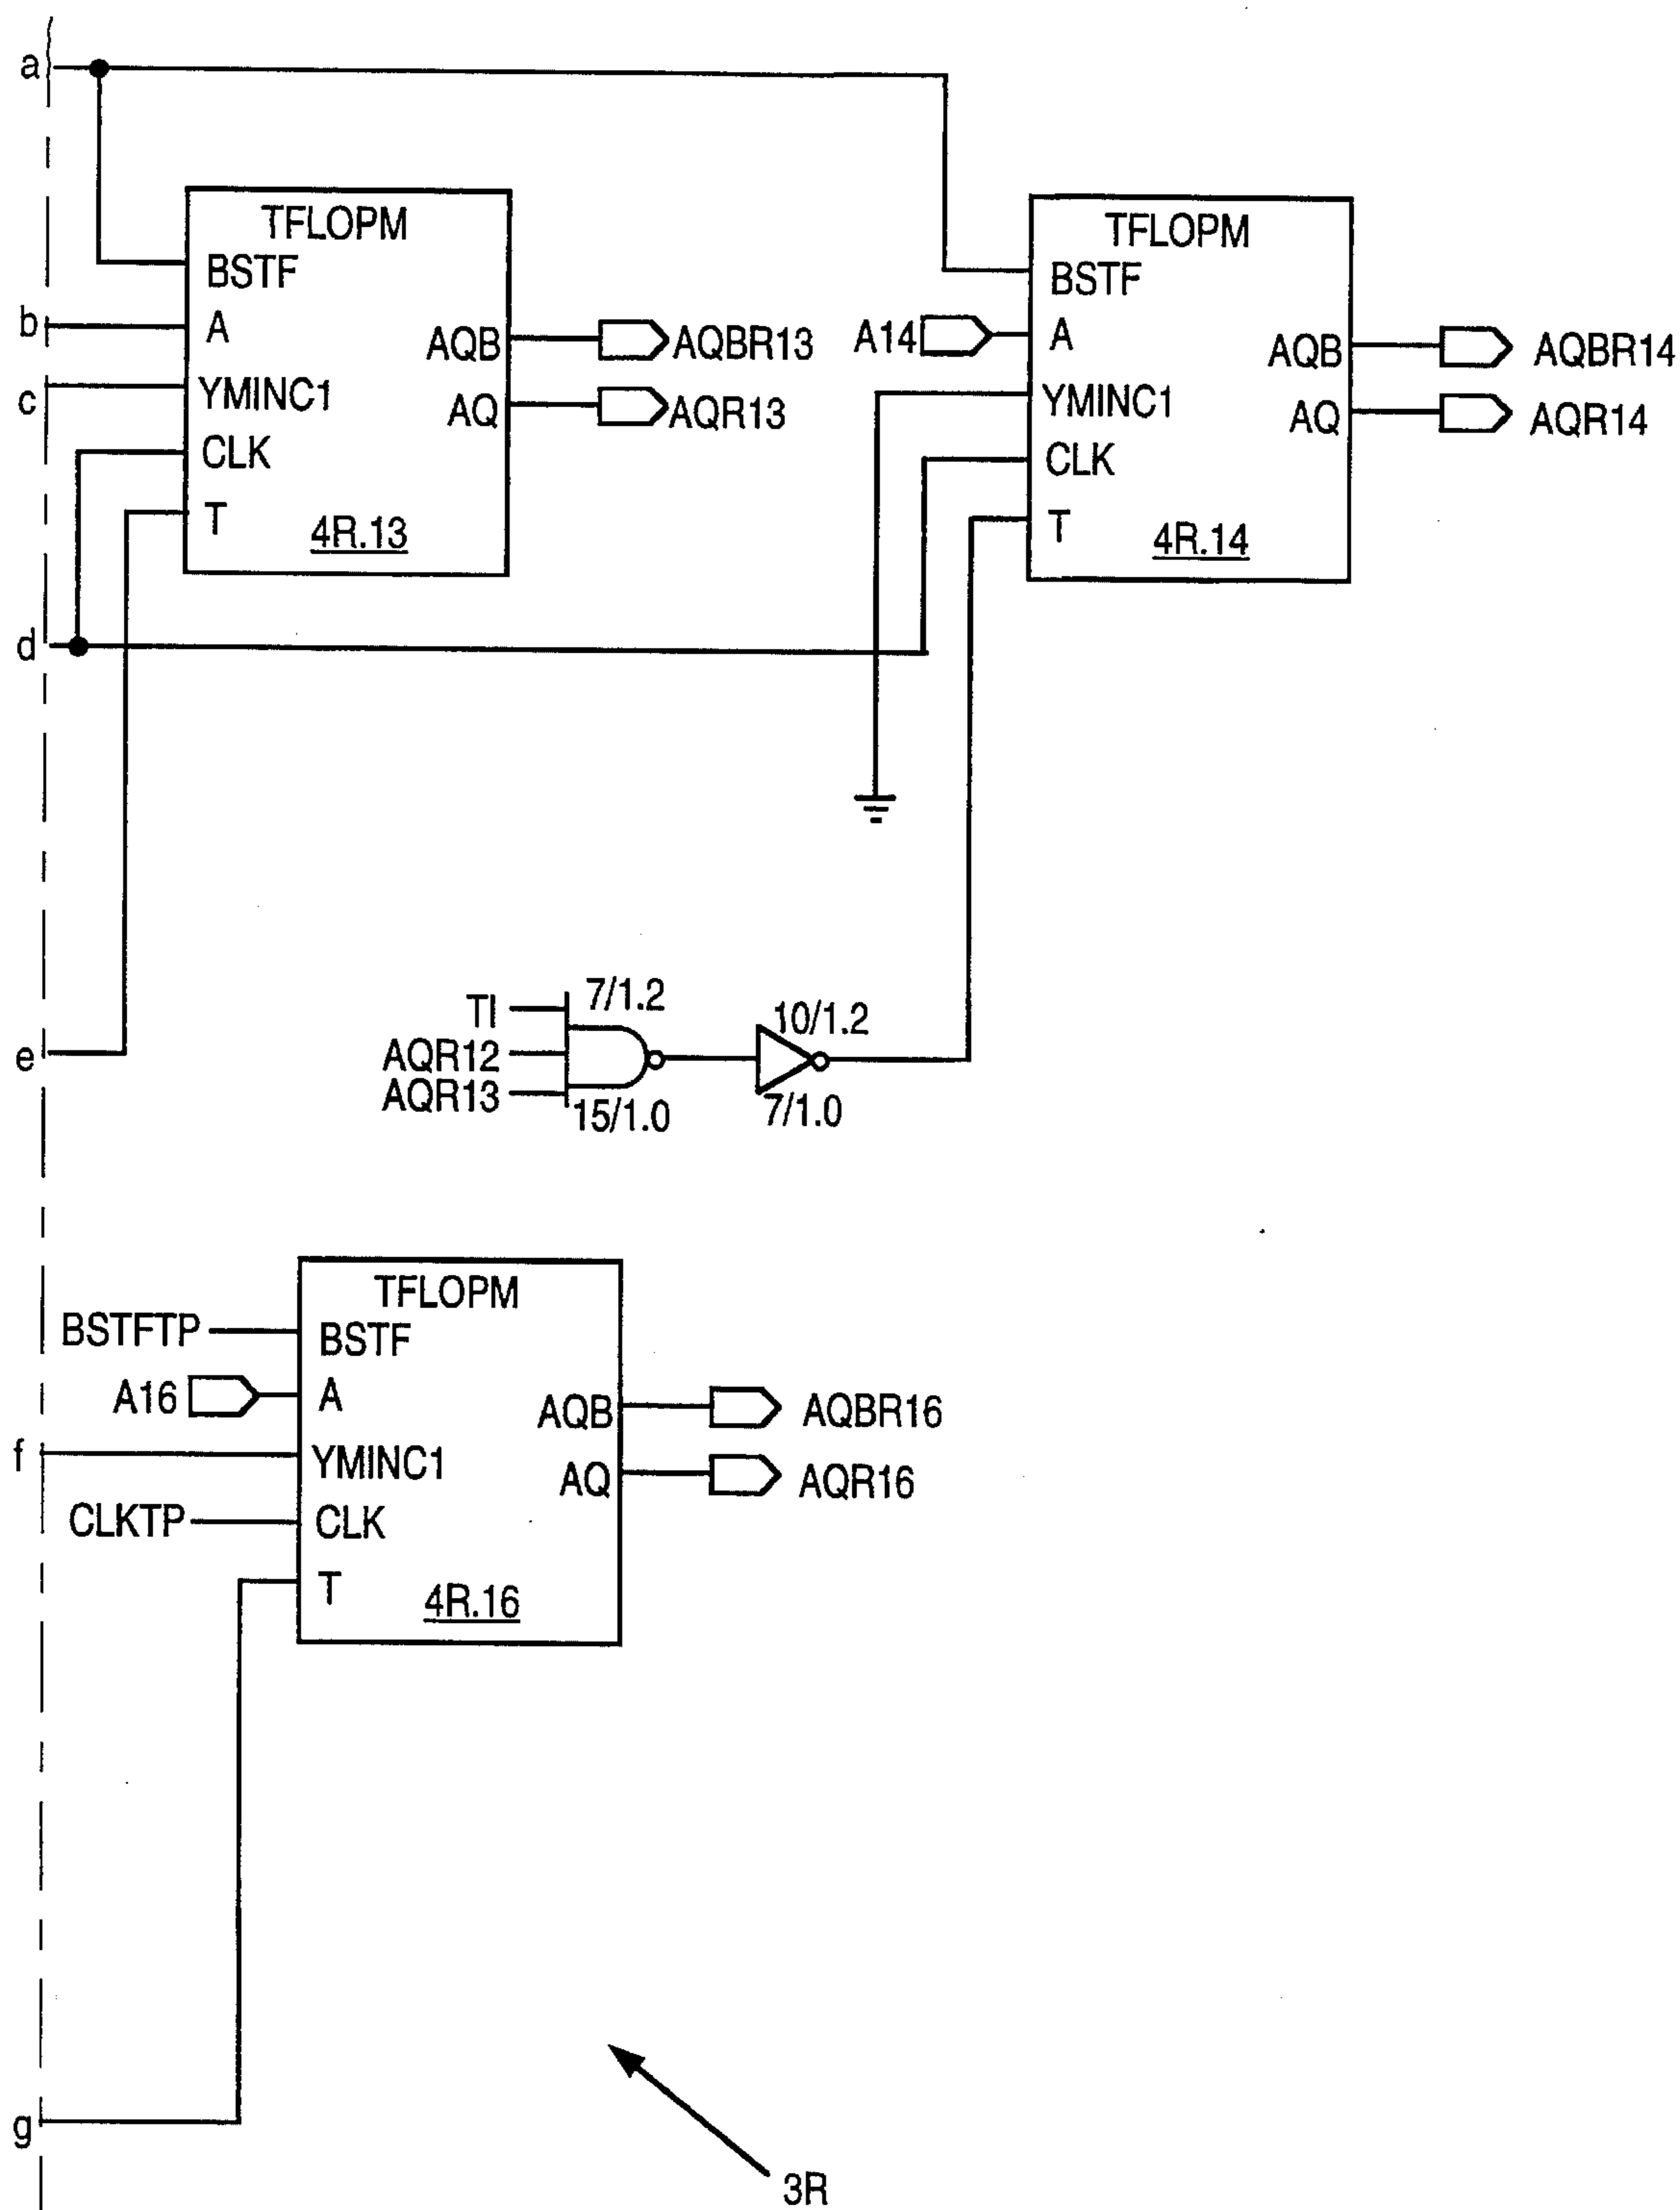 a
TFLOPM
BSTF
b
A
AQB
AQBR13
c
YMINC1
AQ
AQR13
CLK
T
4R.13
TFLOPM
BSTF
A14
A
AQB
AQBR14
YMINC1
AQ
AQR14
CLK
T
4R.14
d
e
TI
7/1.2
AQR12
AQR13
15/1.0
10/1.2
7/1.0
TFLOPM
BSTFTP
BSTF
A16
A
AQB
AQBR16
f
YMINC1
AQ
AQR16
CLKTP
CLK
T
4R.16
g
3R